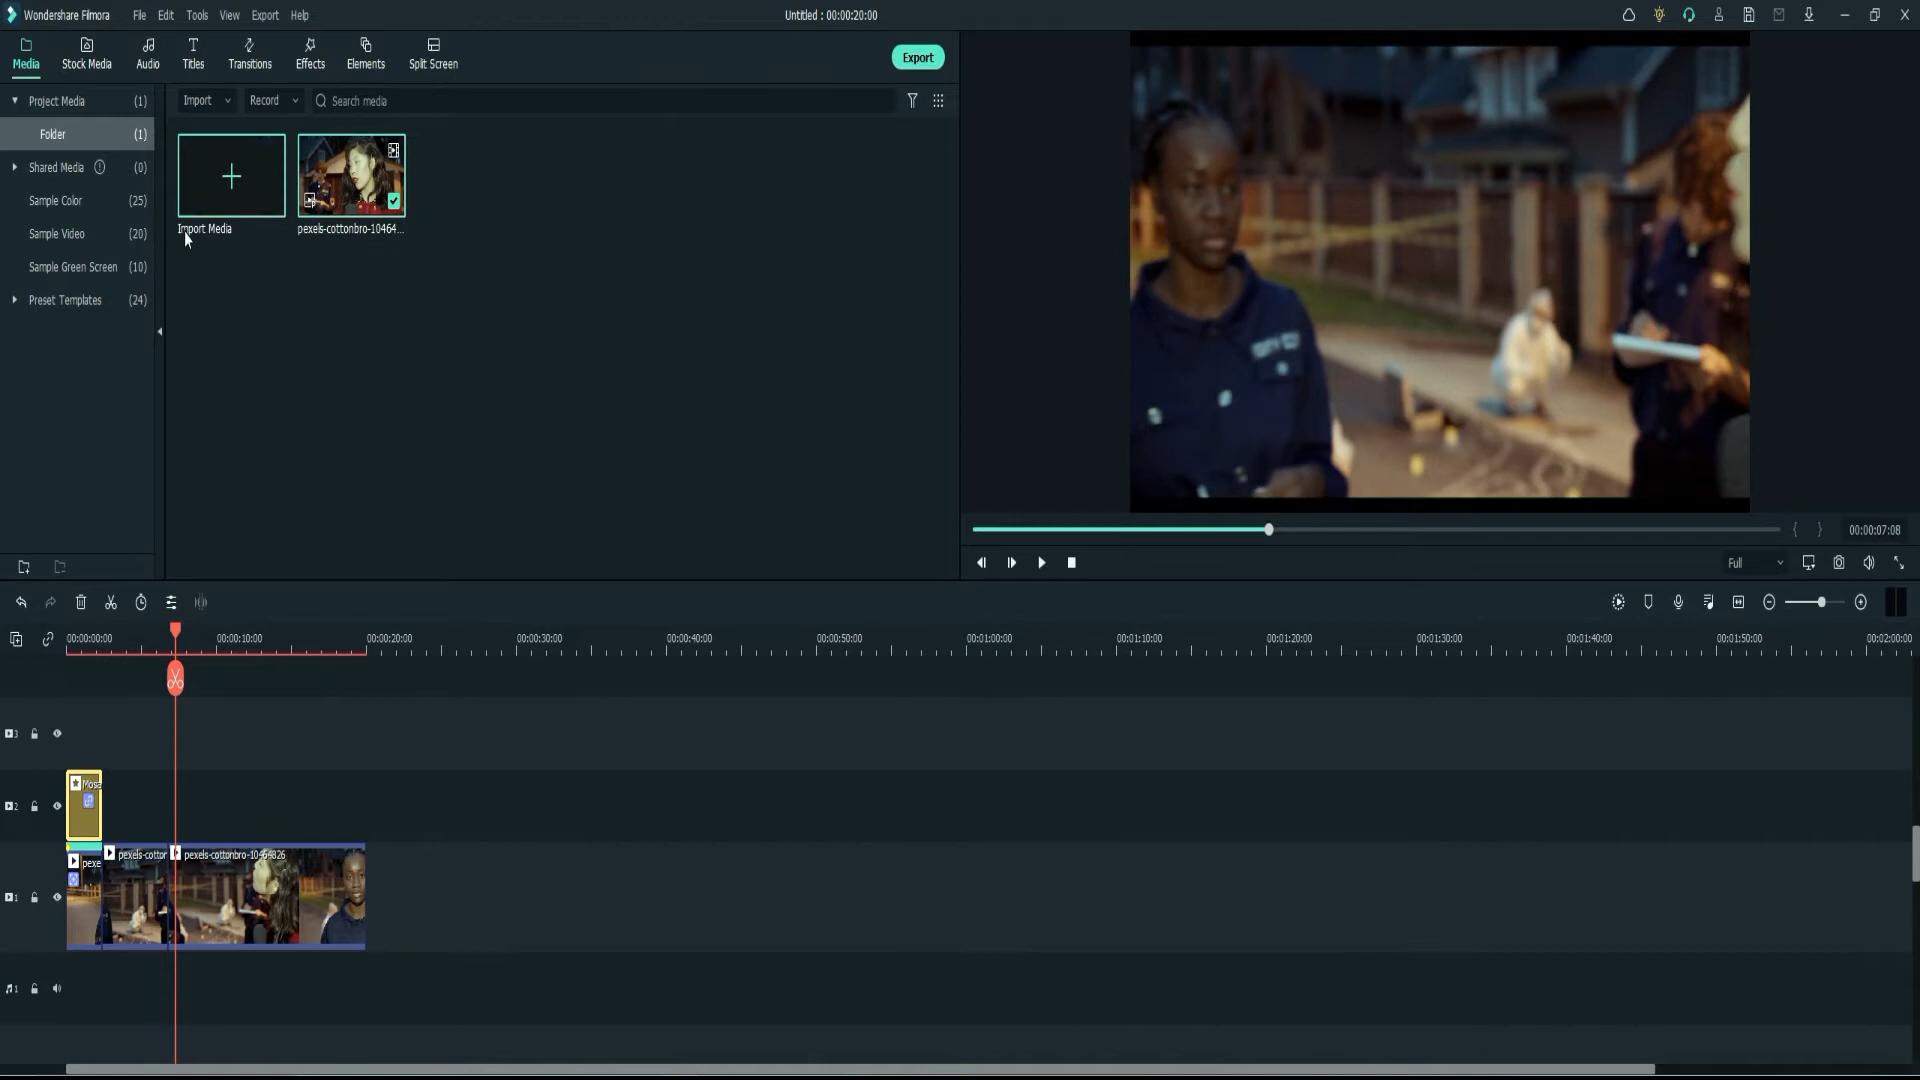 Wondershare Filmora File Edit Tools View Export Help Untitled : 00:00:20:00
Media Stock Media Audio Titles Transitions Effects Elements Split Screen Export
Project Media (1) Import Record Search media
Folder (1)
Shared Media (0)
Sample Color (25)
Import Media pexels-cottonbro-10464...
Sample Video (20)
Sample Green Screen (10)
Preset Templates (24)
00:00:07:08
Full
00:00:00:00 00:00:10:00 00:00:20:00 00:00:30:00 00:00:40:00 00:00:50:00 00:01:00:00 00:01:10:00 00:01:20:00 00:01:30:00 00:01:40:00 00:01:50:00 00:02:00:00
3
2 Mosa
pexe pexels-cottor pexels-cottonbro-10464826
1
1